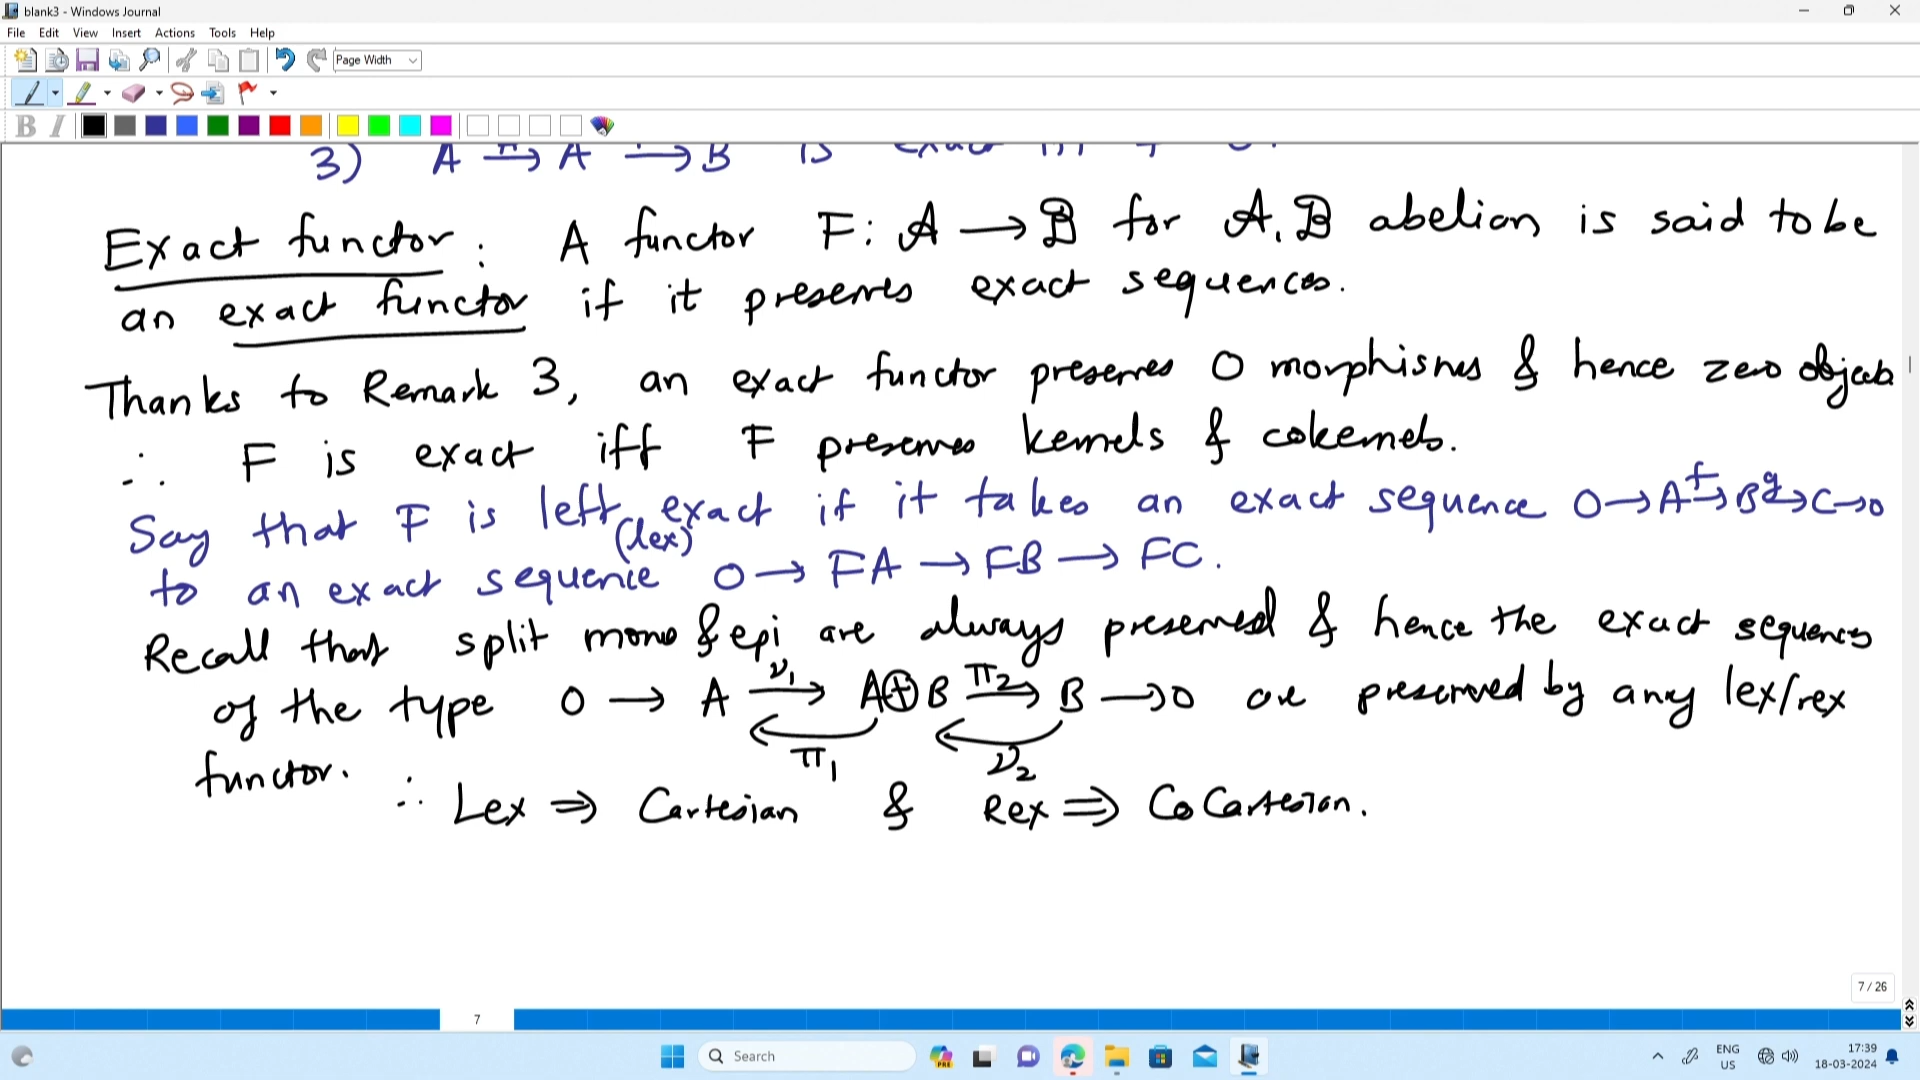 blank3 - Windows Journal
File Edit View Insert Actions Tools Help
Page Width
B I
3) A → A → B is
Exact functor : A functor F: A → B for A, B abelian is said to be
an exact functor if it preserves exact sequences.
Thanks to Remark 3, an exact functor preserves 0 morphisms & hence zero objects
∴ F is exact iff F preserves kernels & cokernels.
Say that F is left exact if it takes an exact sequence 0→A f→B g→C→0
(lex)
to an exact sequence 0 → FA → FB → FC.
Recall that split mono & epi are always preserved & hence the exact sequences
of the type 0 → A ν₁→ A⊕B π₂→ B → 0 are preserved by any lex/rex
π₁ ν₂
functor. ∴ Lex ⇒ Cartesian & Rex ⇒ CoCartesian.
7 / 26
7
Search
PRE
ENG
US
17:39
18-03-2024